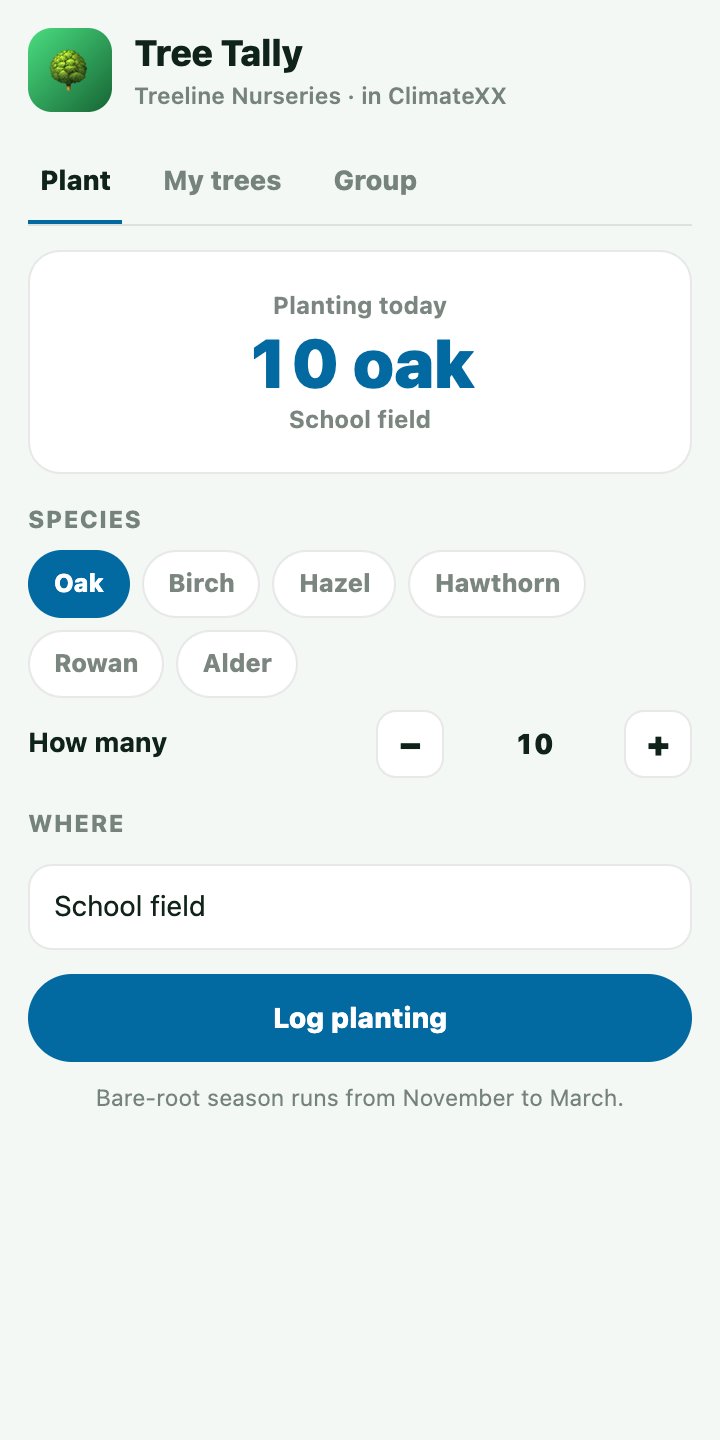 Tree Tally
Treeline Nurseries · in ClimateXX
Plant My trees Group
Planting today
10 oak
School field
SPECIES
Oak Birch Hazel Hawthorn
Rowan Alder
How many − 10 +
WHERE
School field
Log planting
Bare-root season runs from November to March.